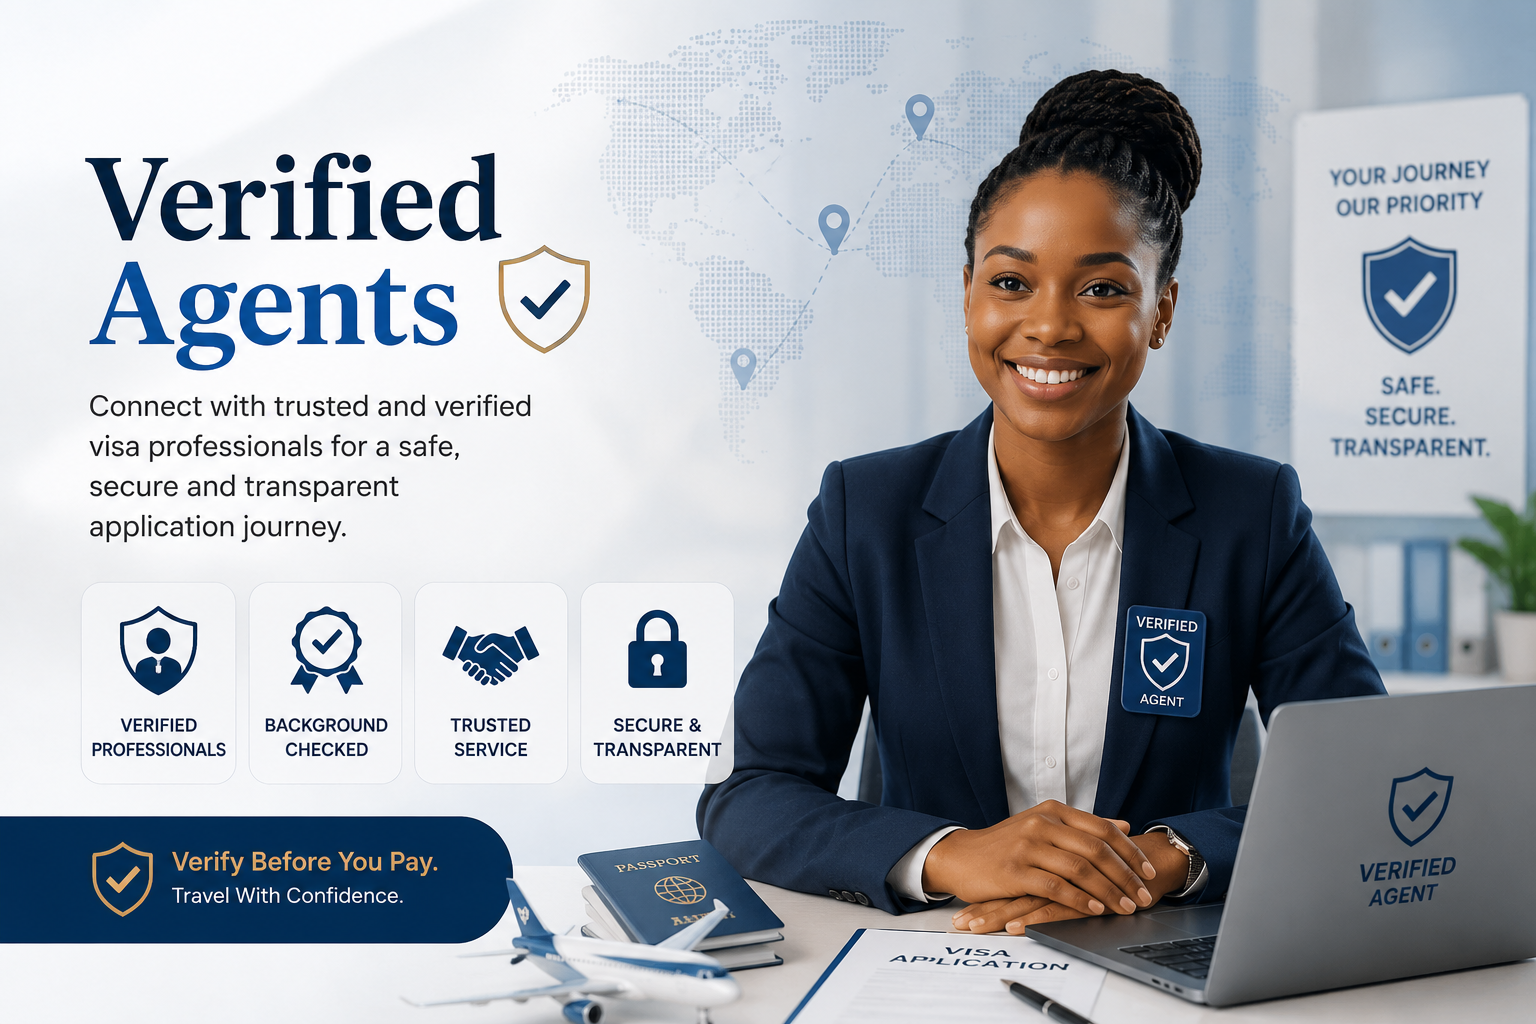 Verified
Agents
Connect with trusted and verified
visa professionals for a safe,
secure and transparent
application journey.
VERIFIED
PROFESSIONALS
BACKGROUND
CHECKED
TRUSTED
SERVICE
SECURE &
TRANSPARENT
Verify Before You Pay.
Travel With Confidence.
YOUR JOURNEY
OUR PRIORITY
SAFE.
SECURE.
TRANSPARENT.
VERIFIED
AGENT
VERIFIED
AGENT
PASSPORT
VISA
APPLICATION